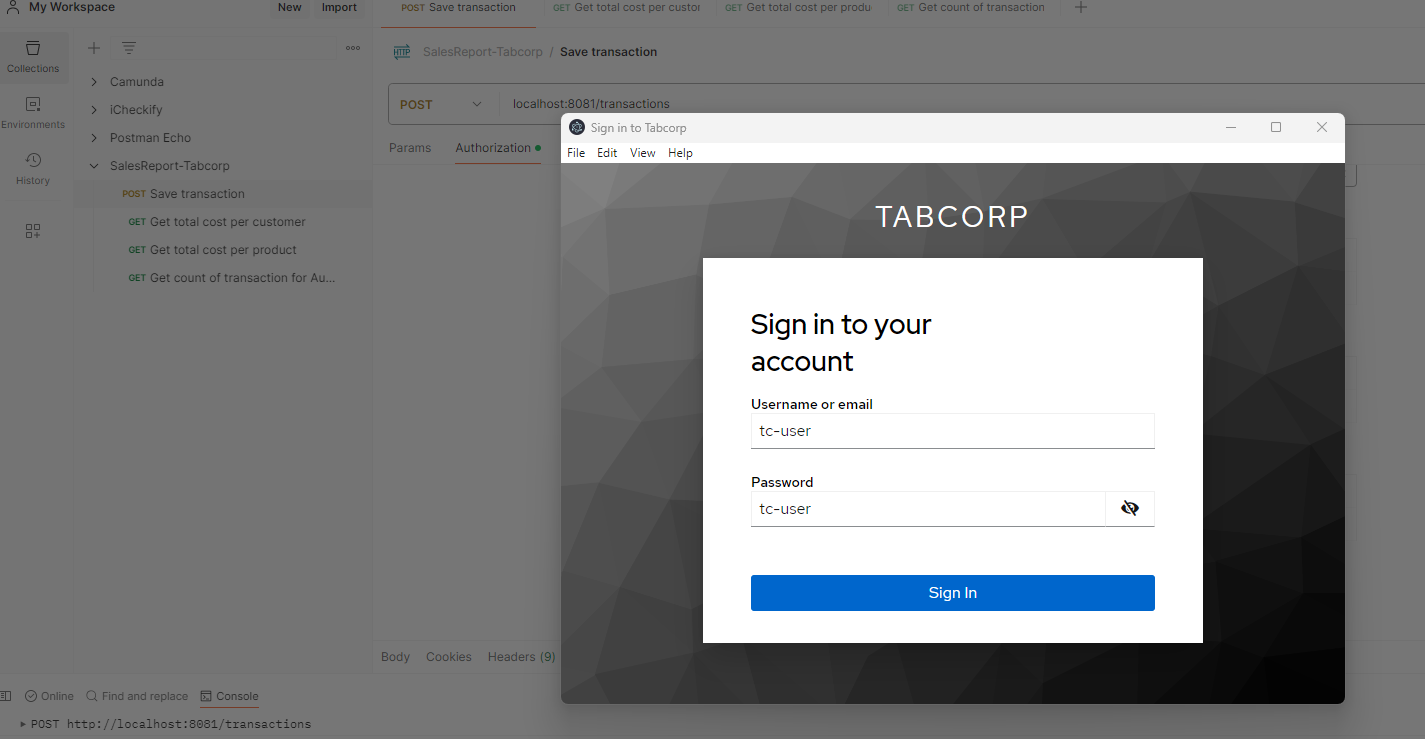 My Workspace
New
Import
POST Save transaction
GET Get total cost per custor
GET Get total cost per produ
GET Get count of transaction
Collections
Environments
History
Camunda
iCheckify
Postman Echo
SalesReport-Tabcorp
POST Save transaction
GET Get total cost per customer
GET Get total cost per product
GET Get count of transaction for Au...
HTTP SalesReport-Tabcorp / Save transaction
POST
localhost:8081/transactions
Params
Authorization
Sign in to Tabcorp
File Edit View Help
TABCORP
Sign in to your
account
Username or email
tc-user
Password
tc-user
Sign In
Body Cookies Headers (9)
Online Find and replace Console
POST http://localhost:8081/transactions